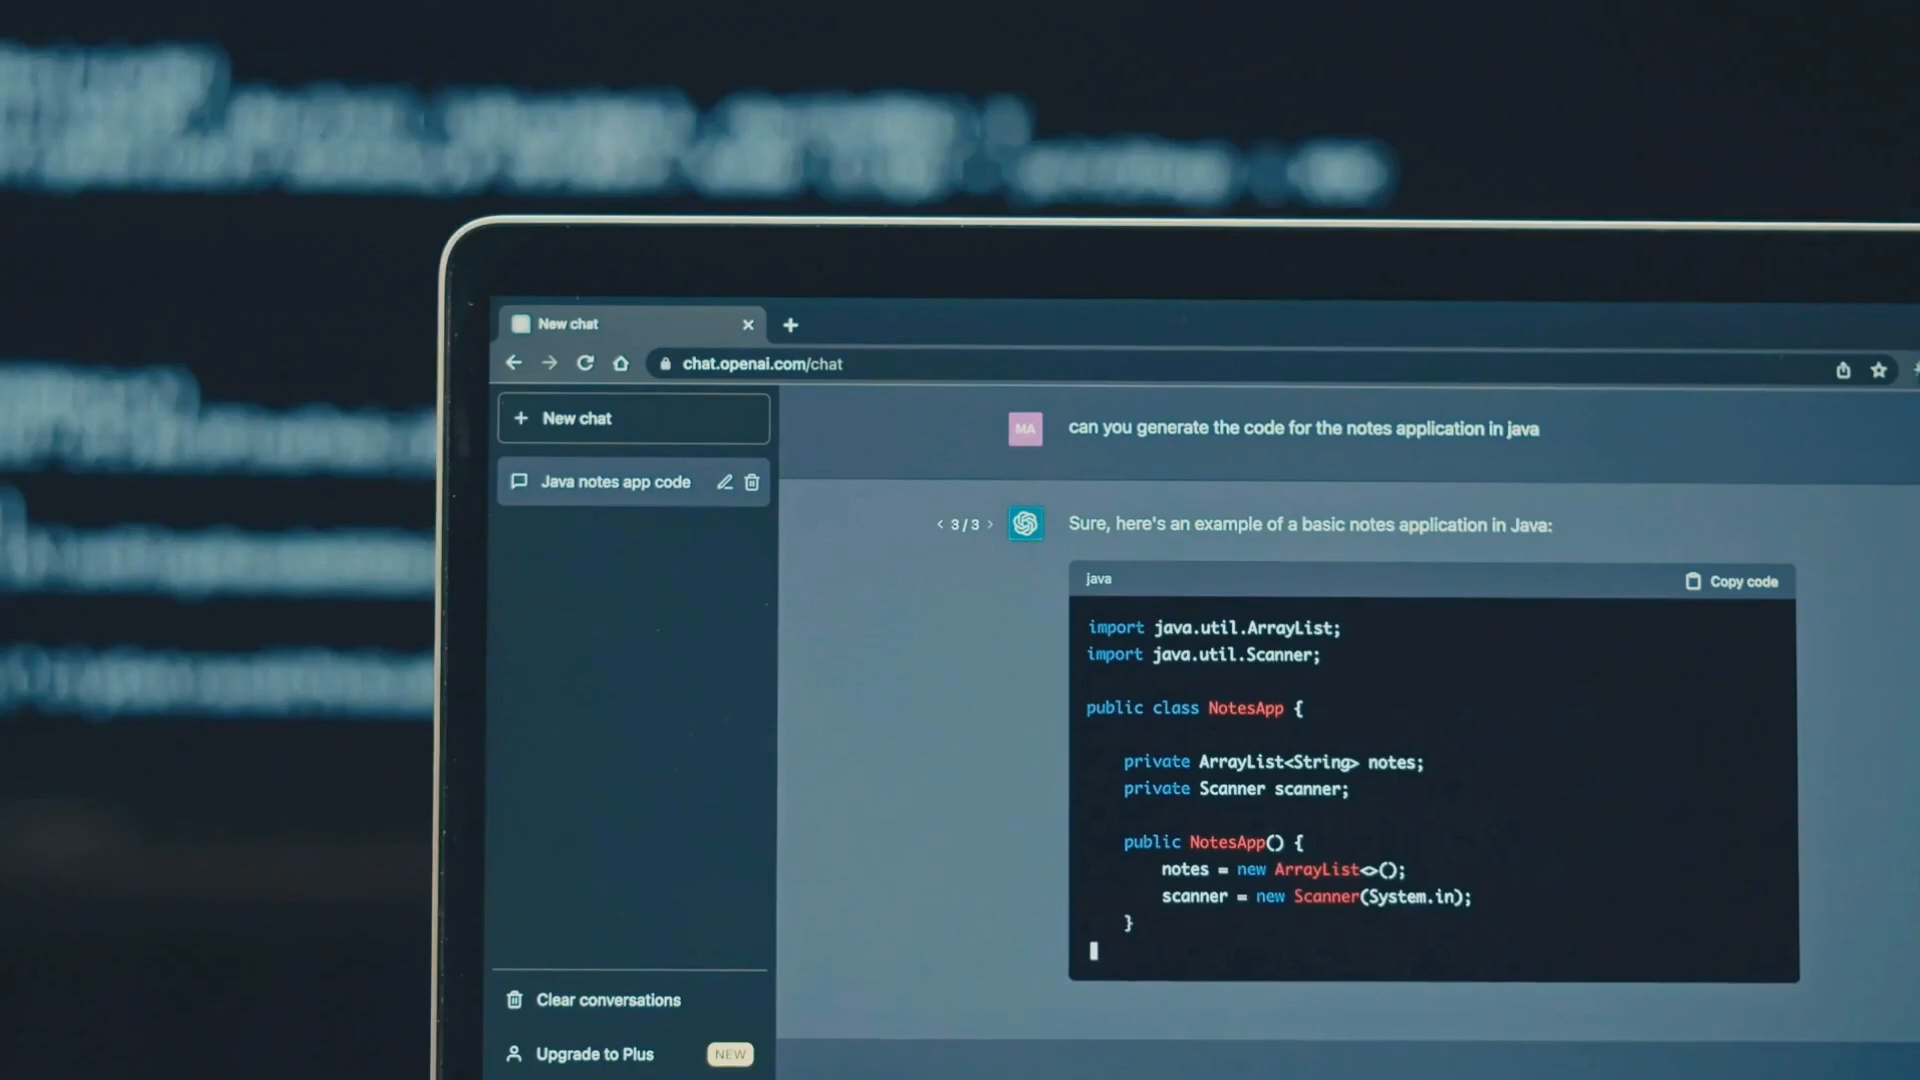 New chat
chat.openai.com/chat
New chat
Java notes app code
Clear conversations
Upgrade to Plus NEW
MA can you generate the code for the notes application in java
< 3 / 3 > Sure, here's an example of a basic notes application in Java:
java Copy code
import java.util.ArrayList;
import java.util.Scanner;
public class NotesApp {
private ArrayList<String> notes;
private Scanner scanner;
public NotesApp() {
notes = new ArrayList<>();
scanner = new Scanner(System.in);
}